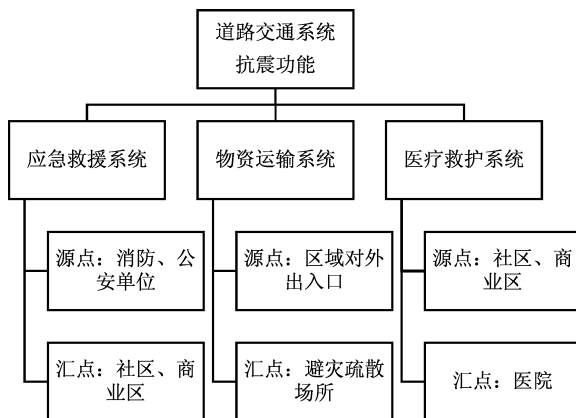 道路交通系统
抗震功能
应急救援系统
物资运输系统
医疗救护系统
源点：消防、公
安单位
源点：区域对外
出入口
源点：社区、商
业区
汇点：社区、商
业区
汇点：避灾疏散
场所
汇点：医院